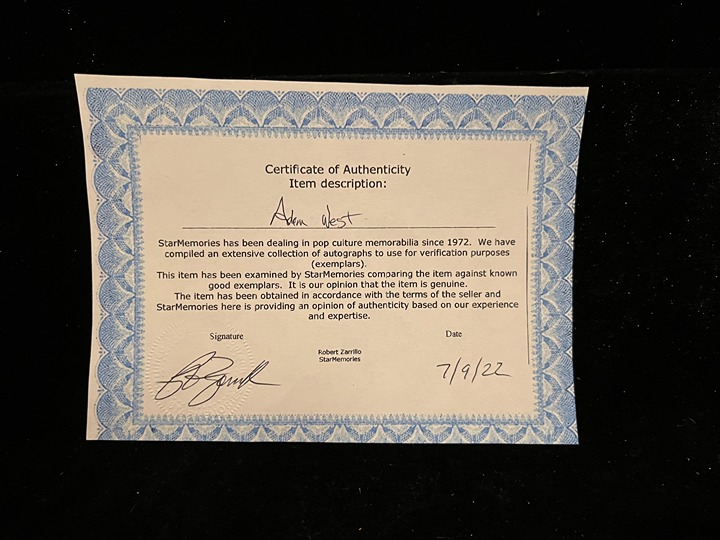 Certificate of Authenticity
Item description:
Adam West
StarMemories has been dealing in pop culture memorabilia since 1972. We have
compiled an extensive collection of autographs to use for verification purposes
(exemplars).
This item has been examined by StarMemories comparing the item against known
good exemplars. It is our opinion that the item is genuine.
The item has been obtained in accordance with the terms of the seller and
StarMemories here is providing an opinion of authenticity based on our experience
and expertise.
Signature
Date
Robert Zarrillo
StarMemories
7/9/22